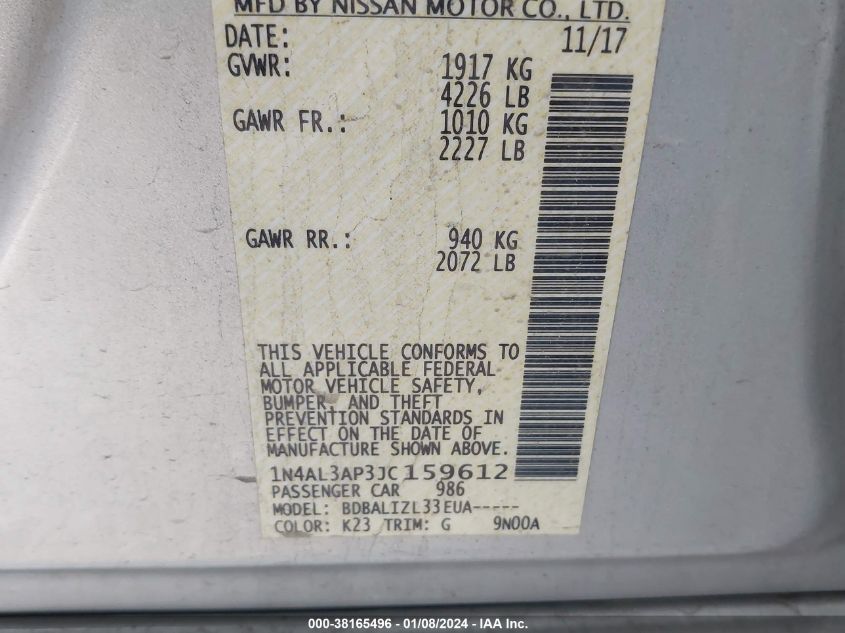 MFD BY NISSAN MOTOR CO., LTD.
DATE: 11/17
GVWR: 1917 KG
4226 LB
GAWR FR.: 1010 KG
2227 LB
GAWR RR.: 940 KG
2072 LB
THIS VEHICLE CONFORMS TO
ALL APPLICABLE FEDERAL
MOTOR VEHICLE SAFETY,
BUMPER, AND THEFT
PREVENTION STANDARDS IN
EFFECT ON THE DATE OF
MANUFACTURE SHOWN ABOVE.
1N4AL3AP3JC159612
PASSENGER CAR 986
MODEL: BDBALIZL33EUA-----
COLOR: K23 TRIM: G 9N00A
000-38165496 - 01/08/2024 - IAA Inc.